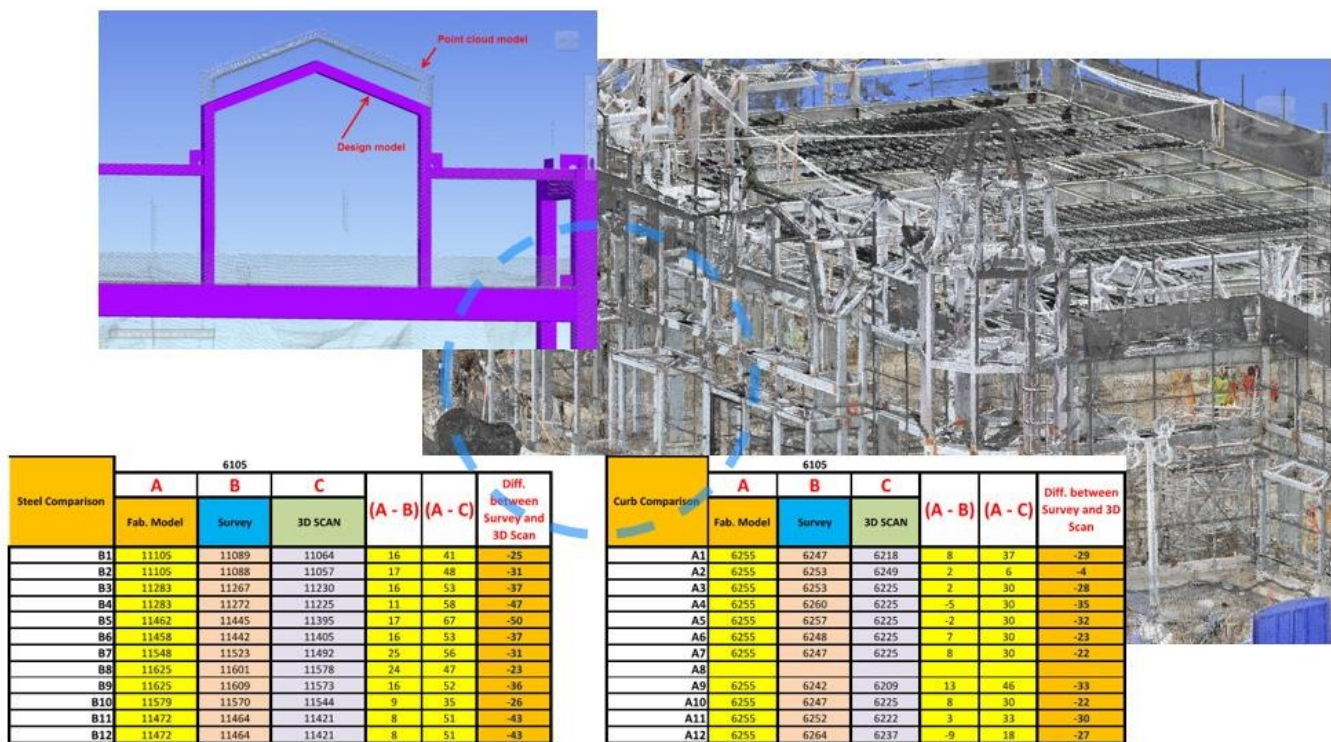 Point cloud model
Design model
6105
Steel Comparison A B C (A - B) (A - C) Diff. between Survey and 3D Scan
Fab. Model Survey 3D SCAN
B1 11105 11089 11064 16 41 -25
B2 11105 11088 11057 17 48 -31
B3 11283 11267 11230 16 53 -37
B4 11283 11272 11225 11 58 -47
B5 11462 11445 11395 17 67 -50
B6 11458 11442 11405 16 53 -37
B7 11548 11523 11492 25 56 -31
B8 11625 11601 11578 24 47 -23
B9 11625 11609 11573 16 52 -36
B10 11579 11570 11544 9 35 -26
B11 11472 11464 11421 8 51 -43
B12 11472 11464 11421 8 51 -43
6105
Curb Comparison A B C (A - B) (A - C) Diff. between Survey and 3D Scan
Fab. Model Survey 3D SCAN
A1 6255 6247 6218 8 37 -29
A2 6255 6253 6249 2 6 -4
A3 6255 6253 6225 2 30 -28
A4 6255 6260 6225 -5 30 -35
A5 6255 6257 6225 -2 30 -32
A6 6255 6248 6225 7 30 -23
A7 6255 6247 6225 8 30 -22
A8
A9 6255 6242 6209 13 46 -33
A10 6255 6247 6225 8 30 -22
A11 6255 6252 6222 3 33 -30
A12 6255 6264 6237 -9 18 -27